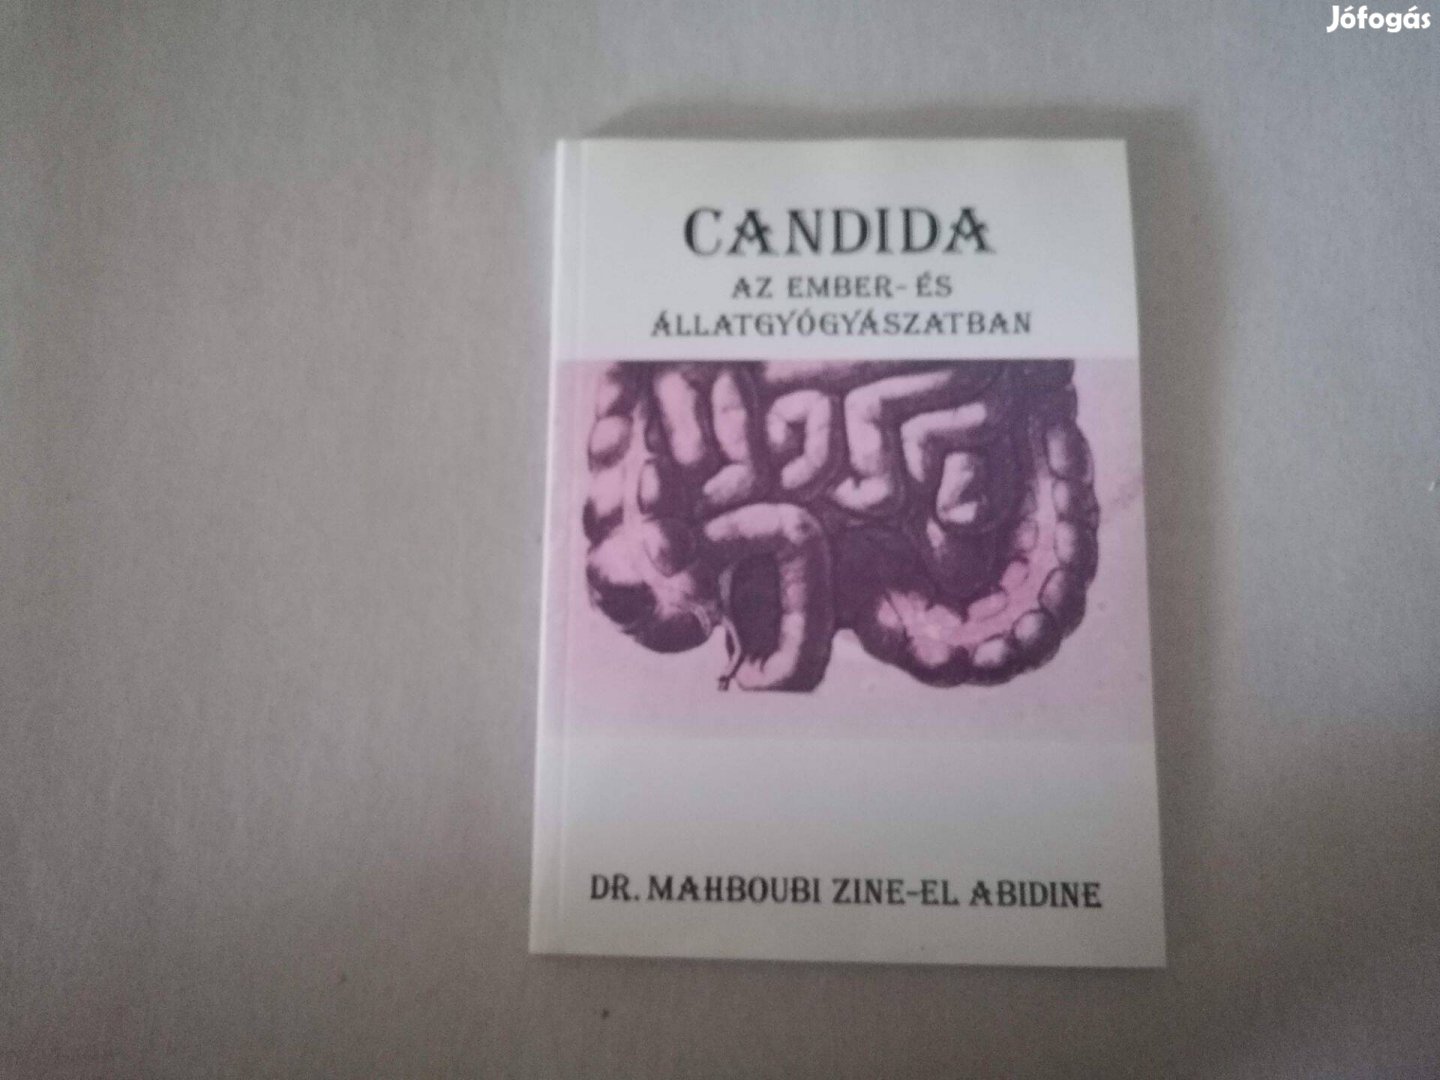 Jófogás
CANDIDA
AZ EMBER- ÉS
ÁLLATGYÓGYÁSZATBAN
DR. MAHBOUBI ZINE-EL ABIDINE